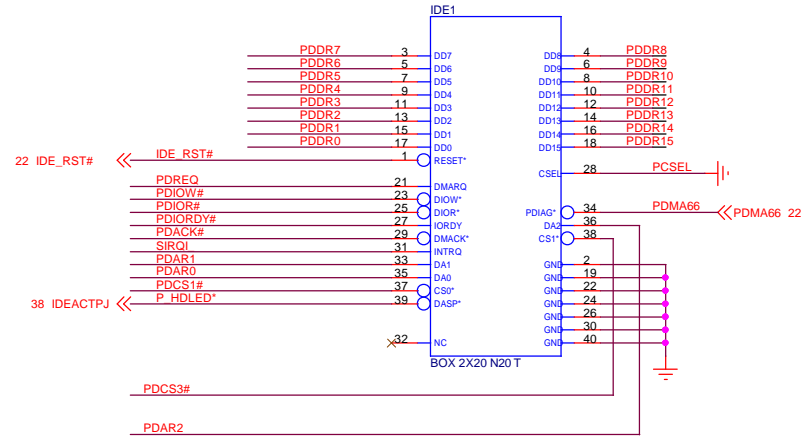 IDE1
PDDR7 3 DD7 DD8 4 PDDR8
PDDR6 5 DD6 DD9 6 PDDR9
PDDR5 7 DD5 DD10 8 PDDR10
PDDR4 9 DD4 DD11 10 PDDR11
PDDR3 11 DD3 DD12 12 PDDR12
PDDR2 13 DD2 DD13 14 PDDR13
PDDR1 15 DD1 DD14 16 PDDR14
PDDR0 17 DD0 DD15 18 PDDR15
22 IDE_RST# IDE_RST# 1 RESET*
CSEL 28 PCSEL
PDREQ 21 DMARQ
PDIOW# 23 DIOW*
PDIOR# 25 DIOR* PDIAG* 34 PDMA66 PDMA66 22
PDIORDY# 27 IORDY DA2 36
PDACK# 29 DMACK* CS1* 38
SIRQI 31 INTRQ
PDAR1 33 DA1 GND 2
PDAR0 35 DA0 GND 19
PDCS1# 37 CS0* GND 22
38 IDEACTPJ P_HDLED* 39 DASP* GND 24
GND 26
GND 30
32 NC GND 40
BOX 2X20 N20 T
PDCS3#
PDAR2